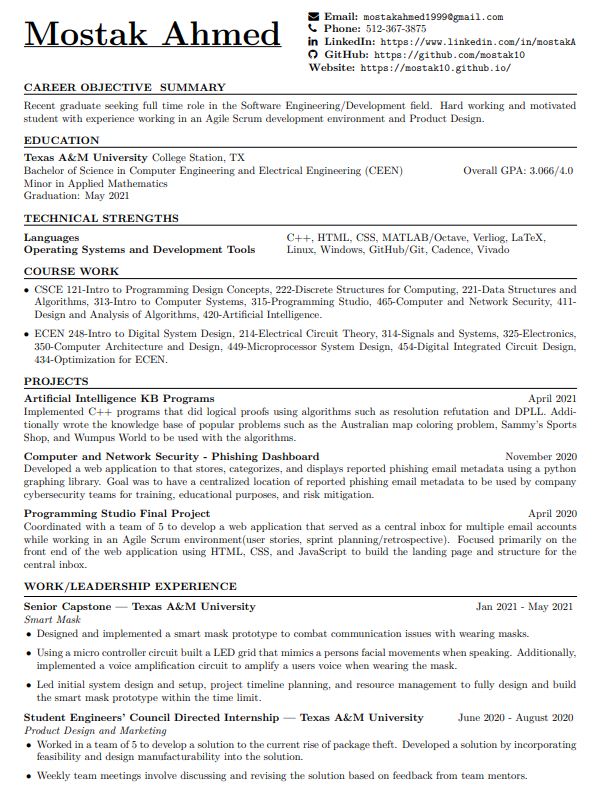 Mostak Ahmed
Email: mostakahmed1999@gmail.com
Phone: 512-367-3875
LinkedIn: https://www.linkedin.com/in/mostakA
GitHub: https://github.com/mostak10
Website: https://mostak10.github.io/
CAREER OBJECTIVE SUMMARY
Recent graduate seeking full time role in the Software Engineering/Development field. Hard working and motivated
student with experience working in an Agile Scrum development environment and Product Design.
EDUCATION
Texas A&M University College Station, TX
Bachelor of Science in Computer Engineering and Electrical Engineering (CEEN) Overall GPA: 3.066/4.0
Minor in Applied Mathematics
Graduation: May 2021
TECHNICAL STRENGTHS
Languages C++, HTML, CSS, MATLAB/Octave, Verliog, LaTeX,
Operating Systems and Development Tools Linux, Windows, GitHub/Git, Cadence, Vivado
COURSE WORK
• CSCE 121-Intro to Programming Design Concepts, 222-Discrete Structures for Computing, 221-Data Structures and
Algorithms, 313-Intro to Computer Systems, 315-Programming Studio, 465-Computer and Network Security, 411-
Design and Analysis of Algorithms, 420-Artificial Intelligence.
• ECEN 248-Intro to Digital System Design, 214-Electrical Circuit Theory, 314-Signals and Systems, 325-Electronics,
350-Computer Architecture and Design, 449-Microprocessor System Design, 454-Digital Integrated Circuit Design,
434-Optimization for ECEN.
PROJECTS
Artificial Intelligence KB Programs April 2021
Implemented C++ programs that did logical proofs using algorithms such as resolution refutation and DPLL. Addi-
tionally wrote the knowledge base of popular problems such as the Australian map coloring problem, Sammy's Sports
Shop, and Wumpus World to be used with the algorithms.
Computer and Network Security - Phishing Dashboard November 2020
Developed a web application to that stores, categorizes, and displays reported phishing email metadata using a python
graphing library. Goal was to have a centralized location of reported phishing email metadata to be used by company
cybersecurity teams for training, educational purposes, and risk mitigation.
Programming Studio Final Project April 2020
Coordinated with a team of 5 to develop a web application that served as a central inbox for multiple email accounts
while working in an Agile Scrum environment(user stories, sprint planning/retrospective). Focused primarily on the
front end of the web application using HTML, CSS, and JavaScript to build the landing page and structure for the
central inbox.
WORK/LEADERSHIP EXPERIENCE
Senior Capstone — Texas A&M University Jan 2021 - May 2021
Smart Mask
• Designed and implemented a smart mask prototype to combat communication issues with wearing masks.
• Using a micro controller circuit built a LED grid that mimics a persons facial movements when speaking. Additionally,
implemented a voice amplification circuit to amplify a users voice when wearing the mask.
• Led initial system design and setup, project timeline planning, and resource management to fully design and build
the smart mask prototype within the time limit.
Student Engineers' Council Directed Internship — Texas A&M University June 2020 - August 2020
Product Design and Marketing
• Worked in a team of 5 to develop a solution to the current rise of package theft. Developed a solution by incorporating
feasibility and design manufacturability into the solution.
• Weekly team meetings involve discussing and revising the solution based on feedback from team mentors.